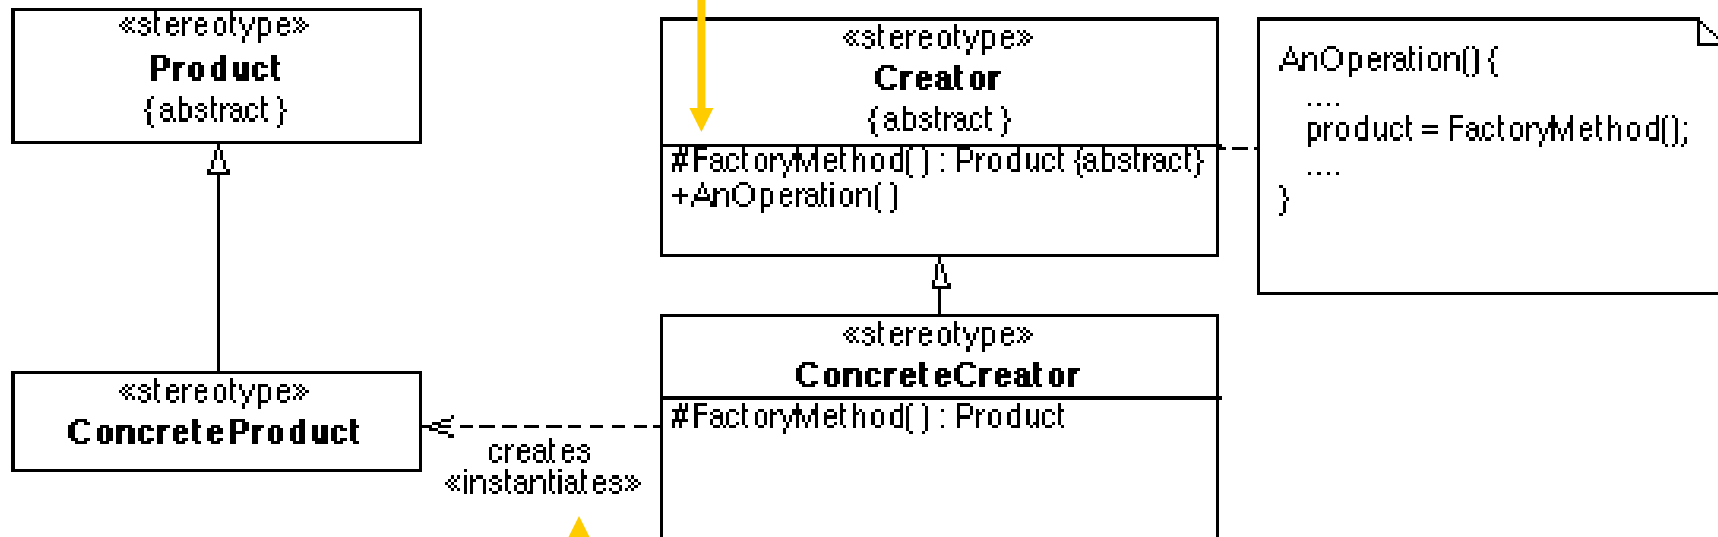 «stereotype»
Product
{abstract}
«stereotype»
Creator
{abstract}
#FactoryMethod() : Product {abstract}
+AnOperation()
AnOperation() {
....
product = FactoryMethod();
....
}
«stereotype»
ConcreteProduct
creates
«instantiates»
«stereotype»
ConcreteCreator
#FactoryMethod() : Product